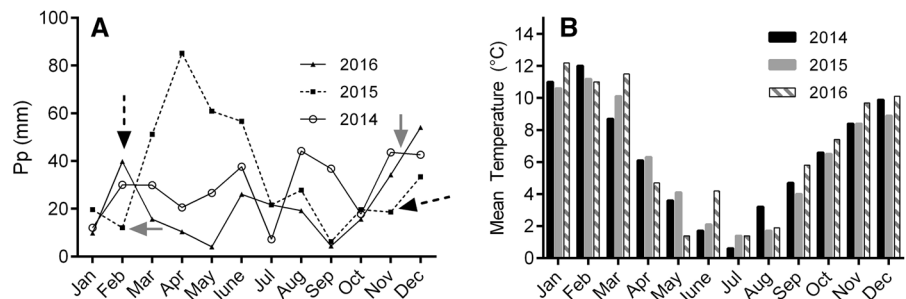 A
100
80
60
40
20
0
Pp (mm)
2016
2015
2014
Jan
Feb
Mar
Apr
May
Iune
Jul
Aug
Sep
Oct
Nov
Dec
B
14
12
10
8
6
4
2
0
Mean Temperature (°C)
2014
2015
2016
Jan
Feb
Mar
Apr
May
Iune
Jul
Aug
Sep
Oct
Nov
Dec